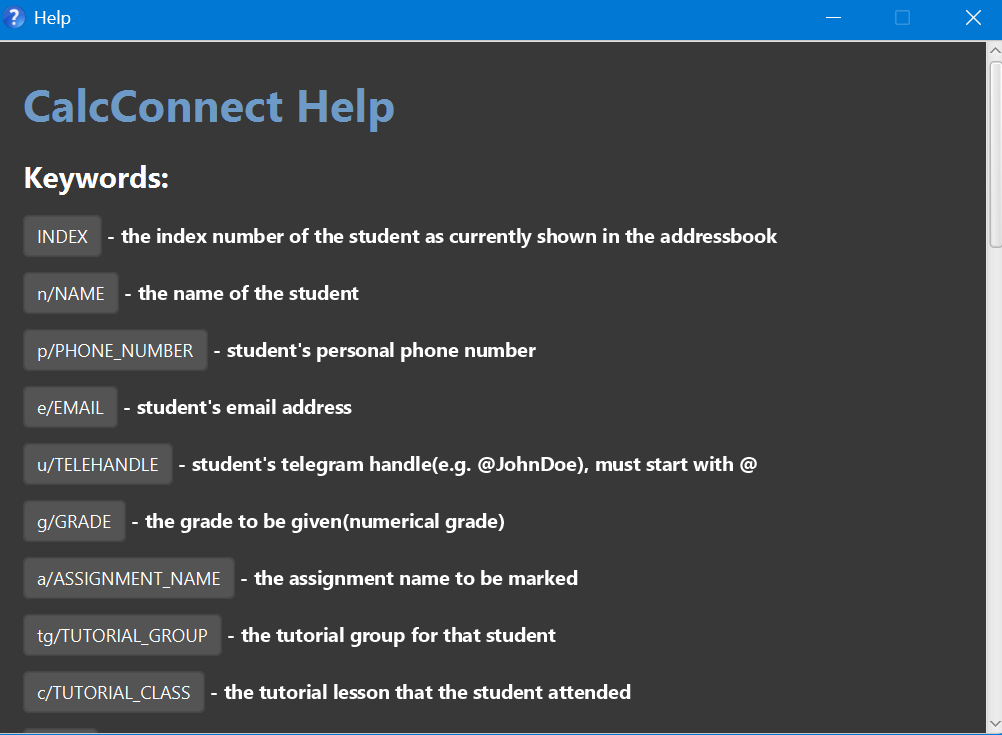 Help
CalcConnect Help
Keywords:
INDEX - the index number of the student as currently shown in the addressbook
n/NAME - the name of the student
p/PHONE_NUMBER - student's personal phone number
e/EMAIL - student's email address
u/TELEHANDLE - student's telegram handle(e.g. @JohnDoe), must start with @
g/GRADE - the grade to be given(numerical grade)
a/ASSIGNMENT_NAME - the assignment name to be marked
tg/TUTORIAL_GROUP - the tutorial group for that student
c/TUTORIAL_CLASS - the tutorial lesson that the student attended